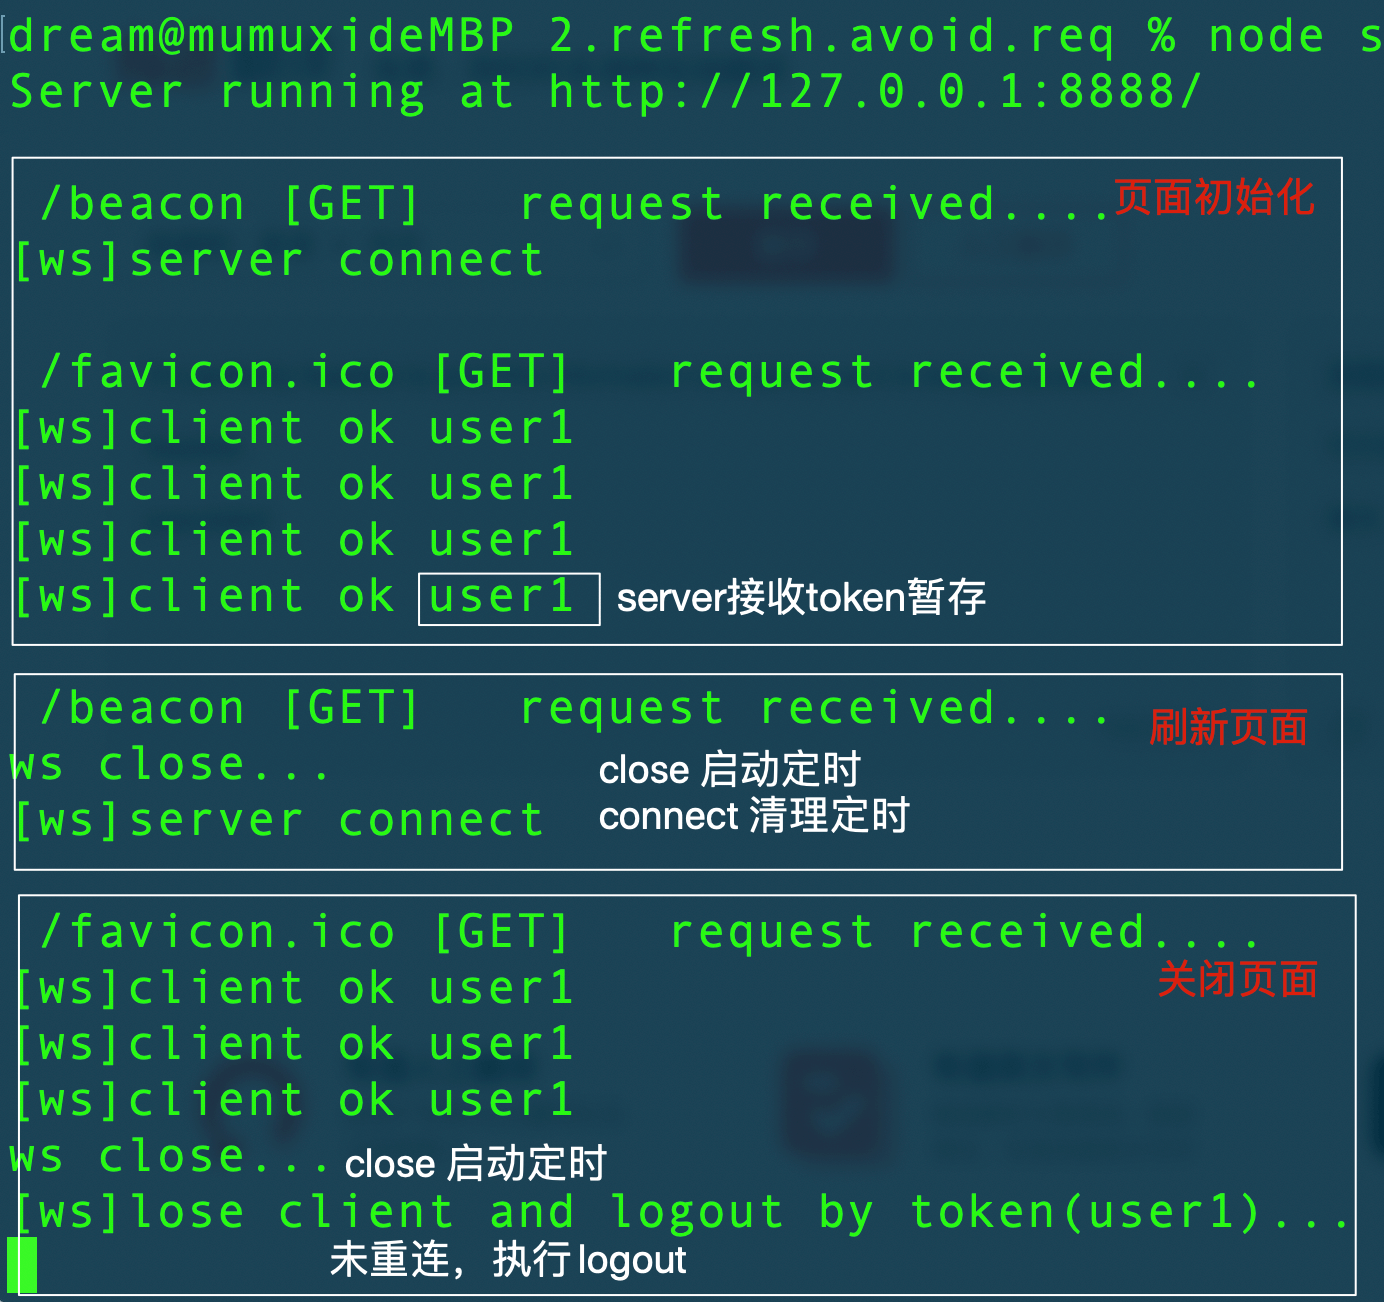 dream@mumuxideMBP 2.refresh.avoid.req % node s
Server running at http://127.0.0.1:8888/
/beacon [GET]   request received.... 页面初始化
[ws]server connect
/favicon.ico [GET]   request received....
[ws]client ok user1
[ws]client ok user1
[ws]client ok user1
[ws]client ok user1 server接收token暂存
/beacon [GET]   request received....
刷新页面
ws close... close 启动定时
[ws]server connect connect 清理定时
/favicon.ico [GET]   request received....
[ws]client ok user1 关闭页面
[ws]client ok user1
[ws]client ok user1
ws close... close 启动定时
[ws]lose client and logout by token(user1)...
未重连，执行logout